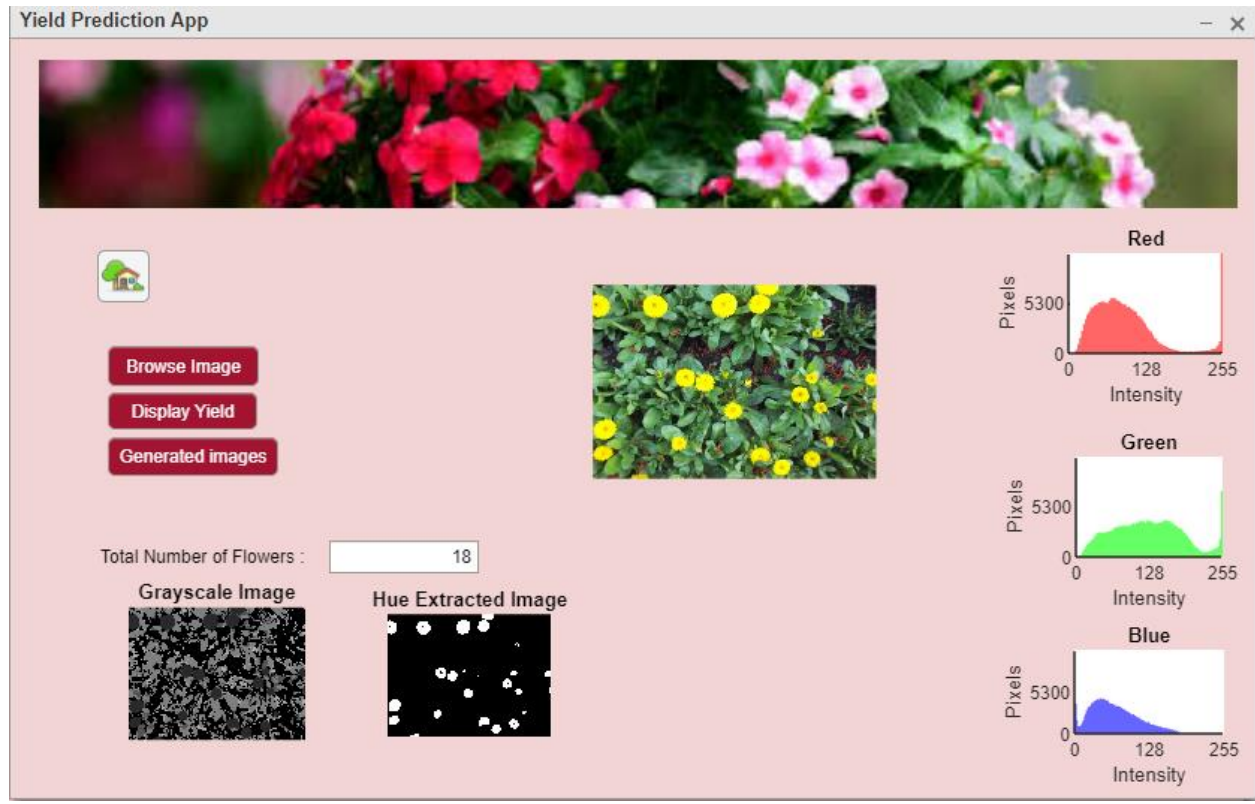 Yield Prediction App
Browse Image
Display Yield
Generated images
Total Number of Flowers : 18
Grayscale Image
Hue Extracted Image
Red
Pixels
5300
0
0 128 255
Intensity
Green
Pixels
5300
0
0 128 255
Intensity
Blue
Pixels
5300
0
0 128 255
Intensity